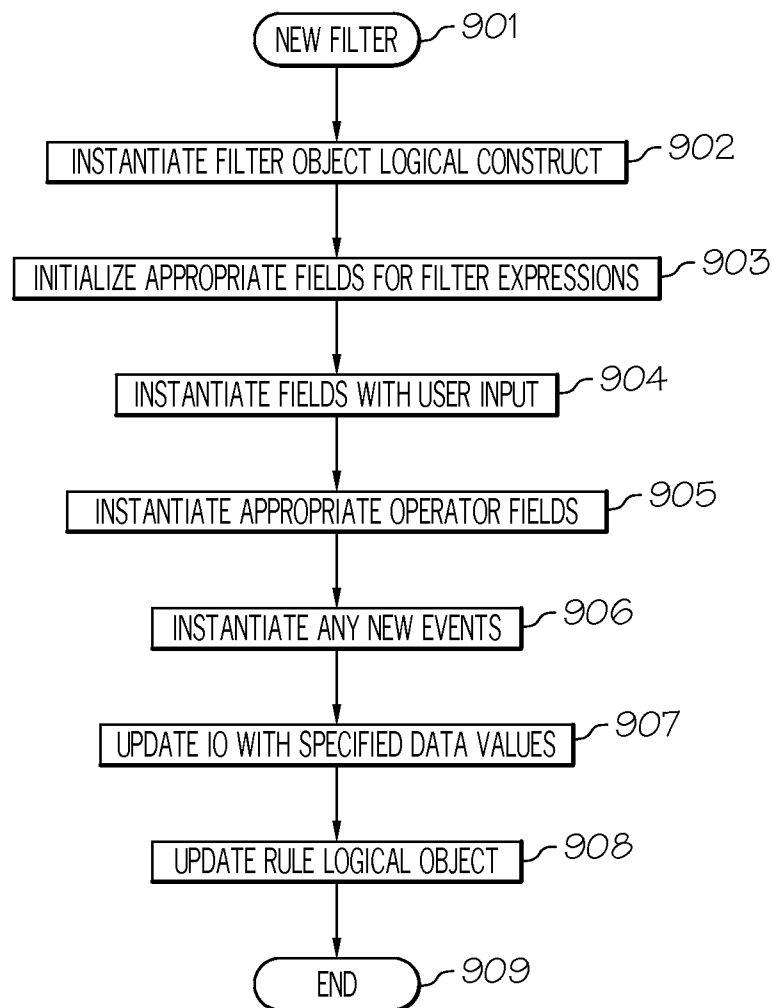 NEW FILTER
901
INSTANTIATE FILTER OBJECT LOGICAL CONSTRUCT
902
INITIALIZE APPROPRIATE FIELDS FOR FILTER EXPRESSIONS
903
INSTANTIATE FIELDS WITH USER INPUT
904
INSTANTIATE APPROPRIATE OPERATOR FIELDS
905
INSTANTIATE ANY NEW EVENTS
906
UPDATE IO WITH SPECIFIED DATA VALUES
907
UPDATE RULE LOGICAL OBJECT
908
END
909